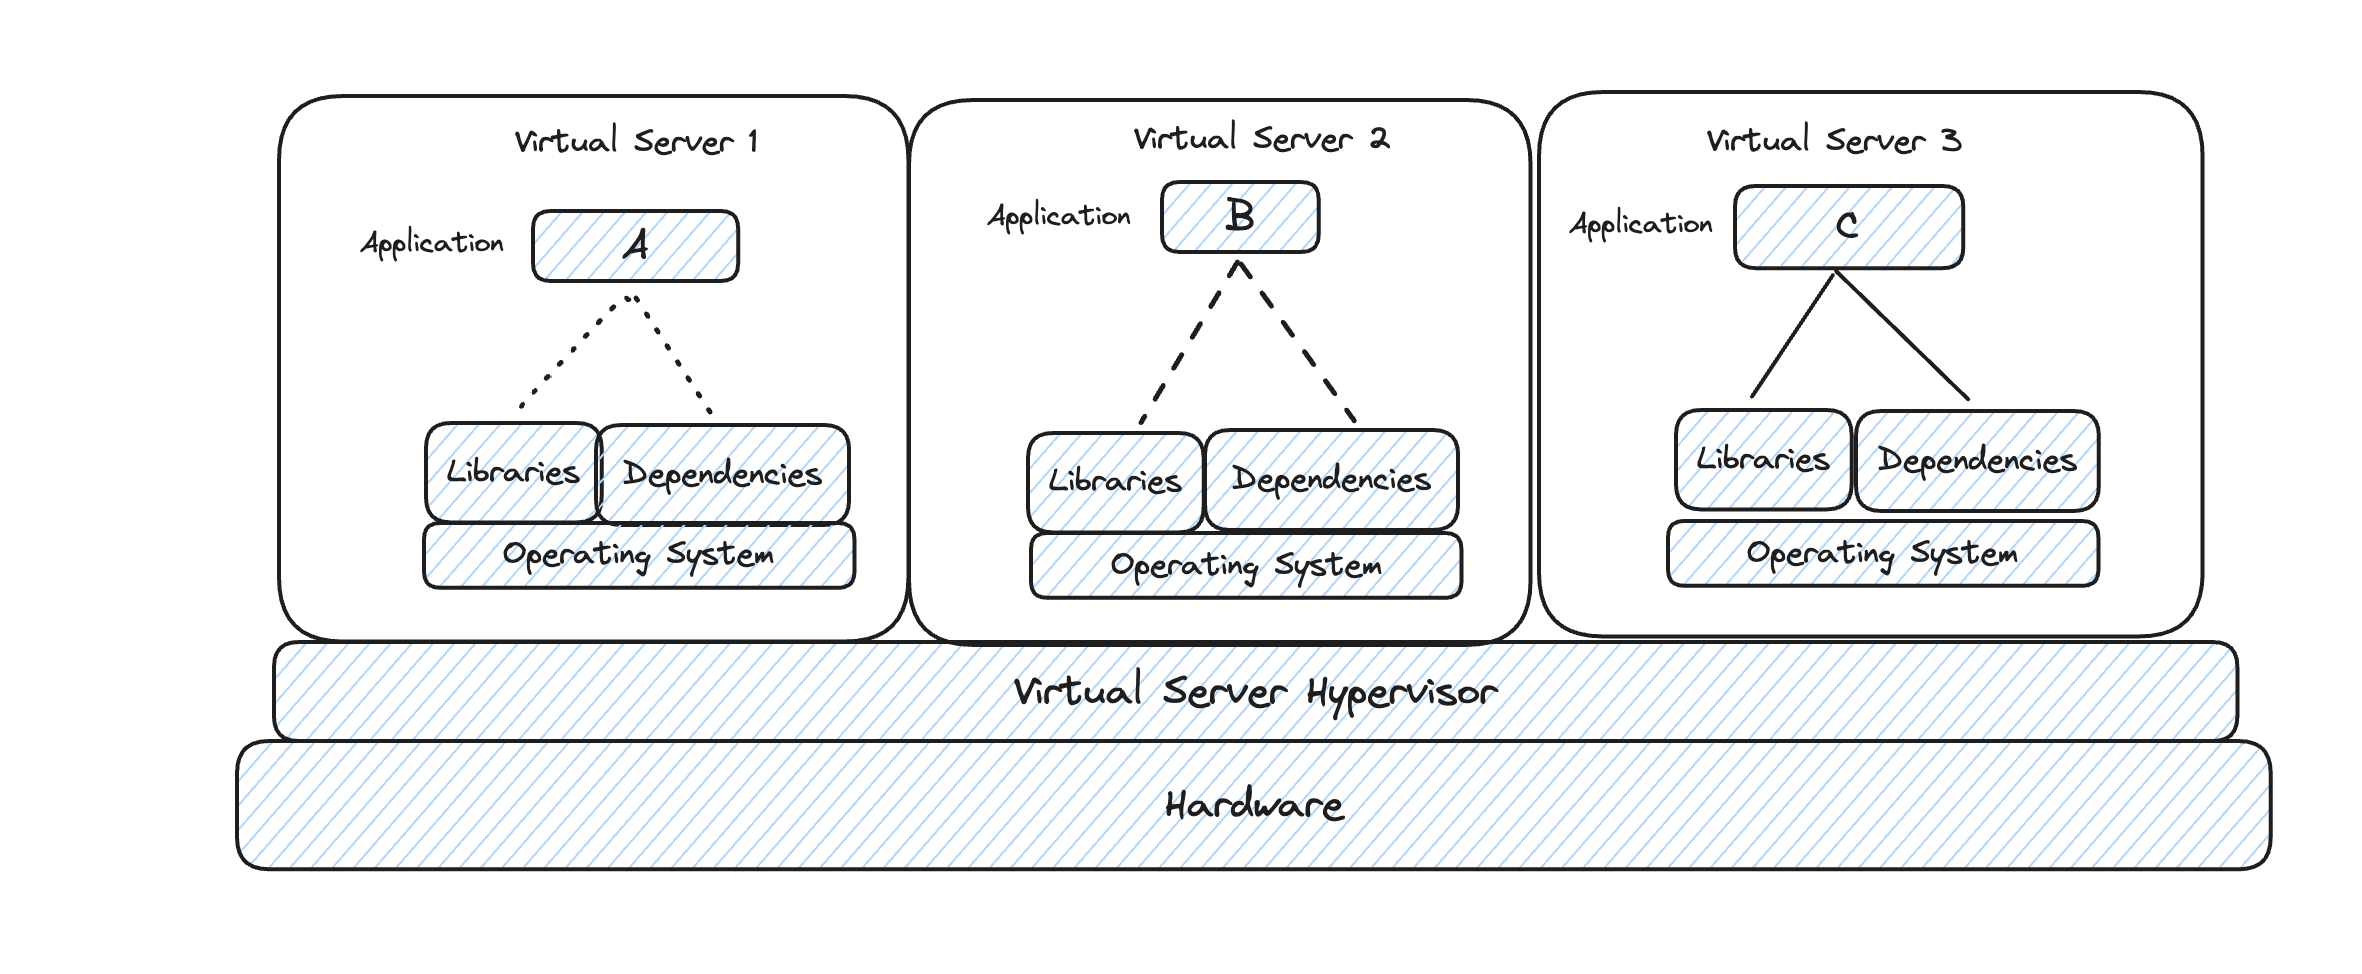 Virtual Server 1
Application
A
Libraries
Dependencies
Operating System
Virtual Server 2
Application
B
Libraries
Dependencies
Operating System
Virtual Server 3
Application
C
Libraries
Dependencies
Operating System
Virtual Server Hypervisor
Hardware